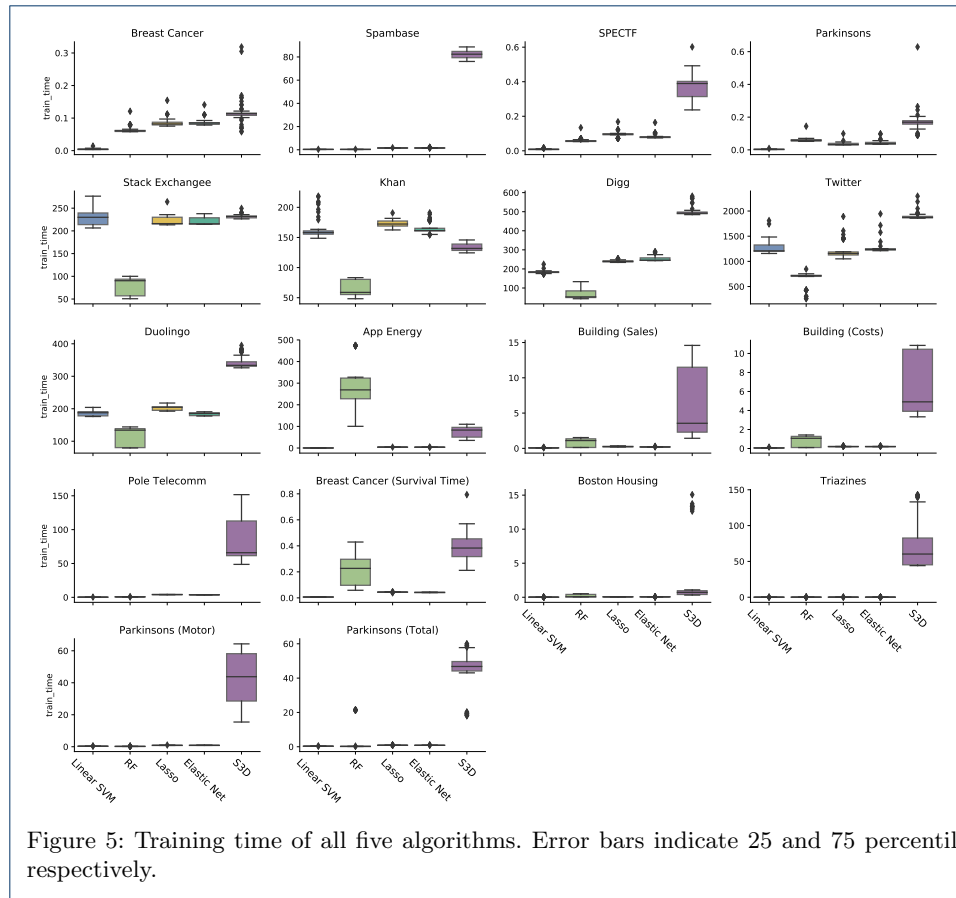 Breast Cancer
Spambase
SPECTF
Parkinsons
train_time
0.3
0.2
0.1
0.0
80
60
40
20
0
0.6
0.4
0.2
0.0
0.6
0.4
0.2
0.0
Stack Exchangee
Khan
Digg
Twitter
train_time
250
200
150
100
50
200
150
100
50
600
500
400
300
200
100
2000
1500
1000
500
Duolingo
App Energy
Building (Sales)
Building (Costs)
train_time
400
300
200
100
500
400
300
200
100
0
15
10
5
0
10
8
6
4
2
0
Pole Telecomm
Breast Cancer (Survival Time)
Boston Housing
Triazines
train_time
150
100
50
0
0.8
0.6
0.4
0.2
0.0
15
10
5
0
150
100
50
0
Linear SVM
RF
Lasso
Elastic Net
S3D
Linear SVM
RF
Lasso
Elastic Net
S3D
Parkinsons (Motor)
Parkinsons (Total)
train_time
60
40
20
0
60
40
20
0
Linear SVM
RF
Lasso
Elastic Net
S3D
Linear SVM
RF
Lasso
Elastic Net
S3D
Figure 5: Training time of all five algorithms. Error bars indicate 25 and 75 percentil
respectively.